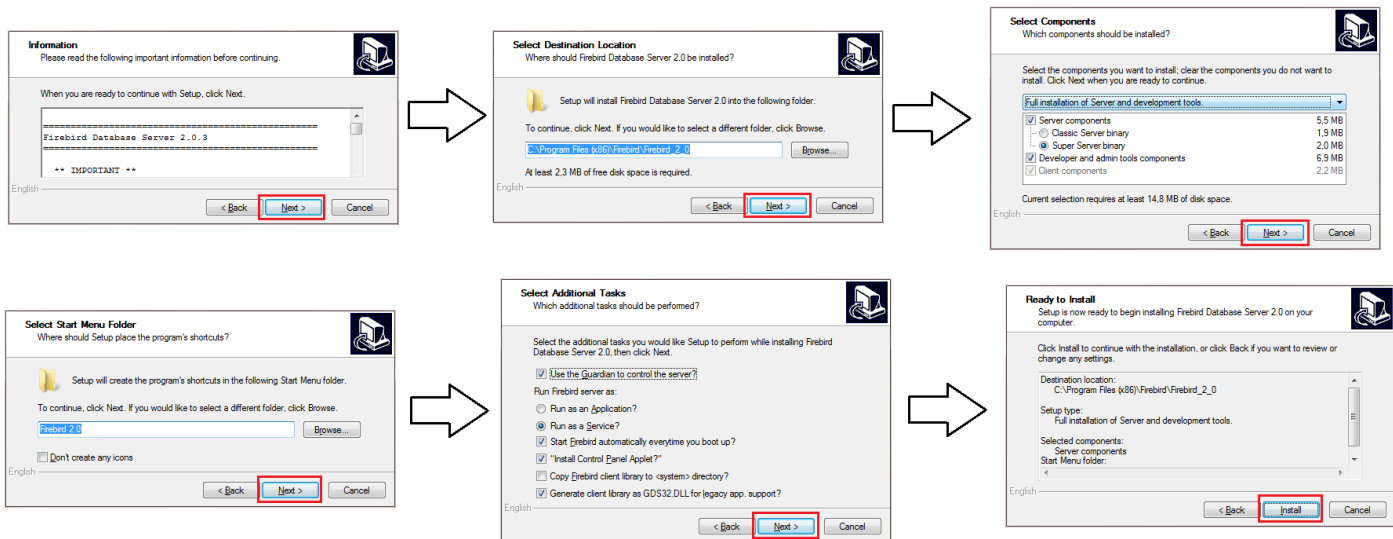 Information
Please read the following important information before continuing.
When you are ready to continue with Setup, click Next.
Firebird Database Server 2.0.3
** IMPORTANT **
English
< Back
Next >
Cancel
Select Destination Location
Where should Firebird Database Server 2.0 be installed?
Setup will install Firebird Database Server 2.0 into the following folder.
To continue, click Next. If you would like to select a different folder, click Browse.
C:\Program Files (x86)\Firebird\Firebird_2_0
Browse...
At least 2,3 MB of free disk space is required.
English
< Back
Next >
Cancel
Select Components
Which components should be installed?
Select the components you want to install; clear the components you do not want to
install. Click Next when you are ready to continue.
Full installation of Server and development tools.
Server components 5,5 MB
Classic Server binary 1,9 MB
Super Server binary 2,0 MB
Developer and admin tools components 6,9 MB
Client components 2,2 MB
Current selection requires at least 14,8 MB of disk space.
English
< Back
Next >
Cancel
Select Start Menu Folder
Where should Setup place the program's shortcuts?
Setup will create the program's shortcuts in the following Start Menu folder.
To continue, click Next. If you would like to select a different folder, click Browse.
Firebird 2.0
Browse...
Don't create any icons
English
< Back
Next >
Cancel
Select Additional Tasks
Which additional tasks should be performed?
Select the additional tasks you would like Setup to perform while installing Firebird
Database Server 2.0, then click Next.
Use the Guardian to control the server?
Run Firebird server as:
Run as an Application?
Run as a Service?
Start Firebird automatically everytime you boot up?
"Install Control Panel Applet?"
Copy Firebird client library to <system> directory?
Generate client library as GDS32.DLL for legacy app. support?
English
< Back
Next >
Cancel
Ready to Install
Setup is now ready to begin installing Firebird Database Server 2.0 on your
computer.
Click Install to continue with the installation, or click Back if you want to review or
change any settings.
Destination location:
C:\Program Files (x86)\Firebird\Firebird_2_0
Setup type:
Full installation of Server and development tools.
Selected components:
Server components
Start Menu folder:
English
< Back
Install
Cancel